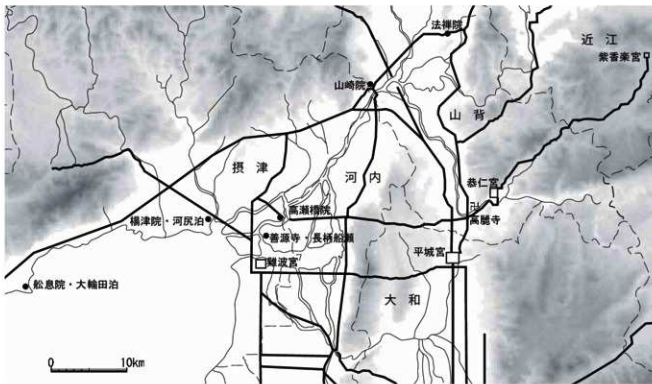 法禅院
近江
紫香楽宮
山崎院
山背
摂津
河内
恭仁宮
高瀬橋院
卍
高麗寺
楊津院・河尻泊
善源寺・長柄船瀬
平城宮
難波宮
大和
船息院・大輪田泊
0
10km